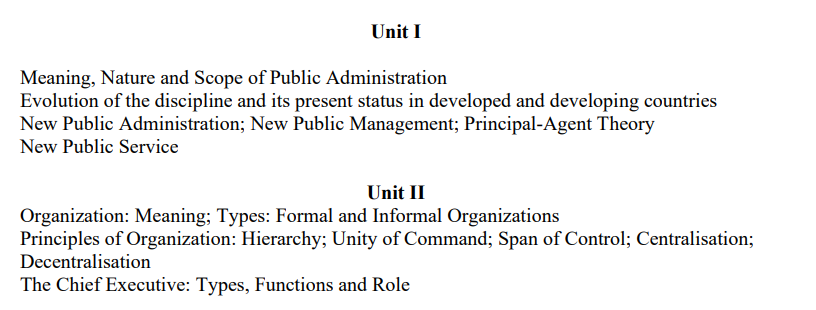 Unit I
Meaning, Nature and Scope of Public Administration
Evolution of the discipline and its present status in developed and developing countries
New Public Administration; New Public Management; Principal-Agent Theory
New Public Service
Unit II
Organization: Meaning; Types: Formal and Informal Organizations
Principles of Organization: Hierarchy; Unity of Command; Span of Control; Centralisation;
Decentralisation
The Chief Executive: Types, Functions and Role